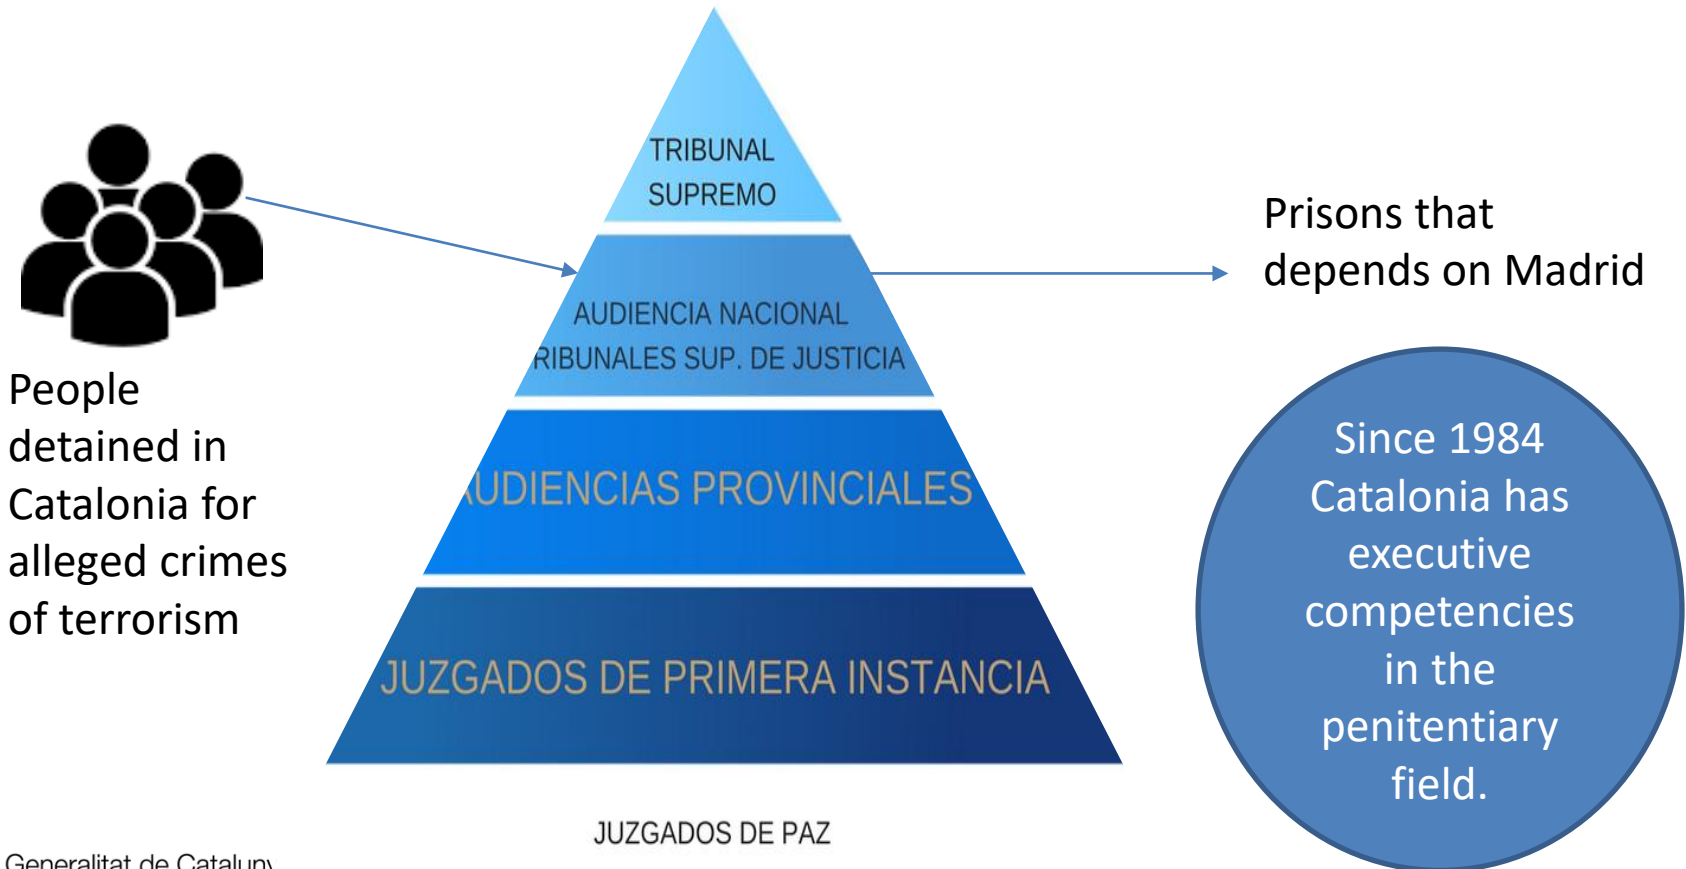 TRIBUNAL
SUPREMO
AUDIENCIA NACIONAL
RIBUNALES SUP. DE JUSTICIA
UDIENCIAS PROVINCIALES
JUZGADOS DE PRIMERA INSTANCIA
JUZGADOS DE PAZ
People
detained in
Catalonia for
alleged crimes
of terrorism
Prisons that
depends on Madrid
Since 1984
Catalonia has
executive
competencies
in the
penitentiary
field.
Generalitat de Cataluny